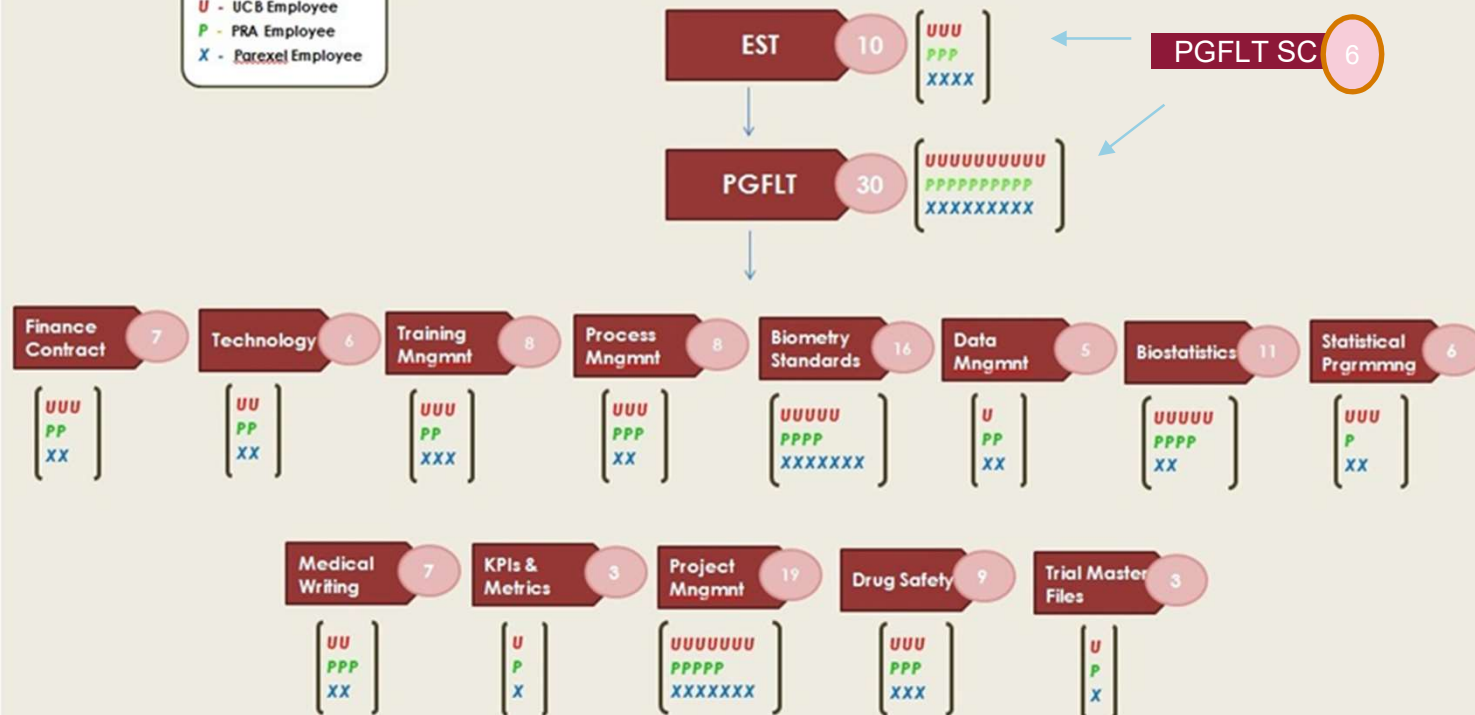 U - UCB Employee
P - PRA Employee
X - Parexel Employee
EST 10
UUU
PPP
XXXX
PGFLT SC 6
PGFLT 30
UUUUUUUUUU
PPPPPPPPPP
XXXXXXXXX
Finance
Contract
7
UUU
PP
XX
Technology 6
UU
PP
XX
Training
Mngmnt
8
UUU
PP
XXX
Process
Mngmnt
8
UUU
PPP
XX
Biometry
Standards
16
UUUUU
PPPP
XXXXXXX
Data
Mngmnt
5
U
PP
XX
Biostatistics 11
UUUUU
PPPP
XX
Statistical
Prgrmmng
6
UUU
P
XX
Medical
Writing
7
UU
PPP
XX
KPIs &
Metrics
3
U
P
X
Project
Mngmnt
19
UUUUUUU
PPPPP
XXXXXXX
Drug Safety 9
UUU
PPP
XXX
Trial Master
Files
3
U
P
X